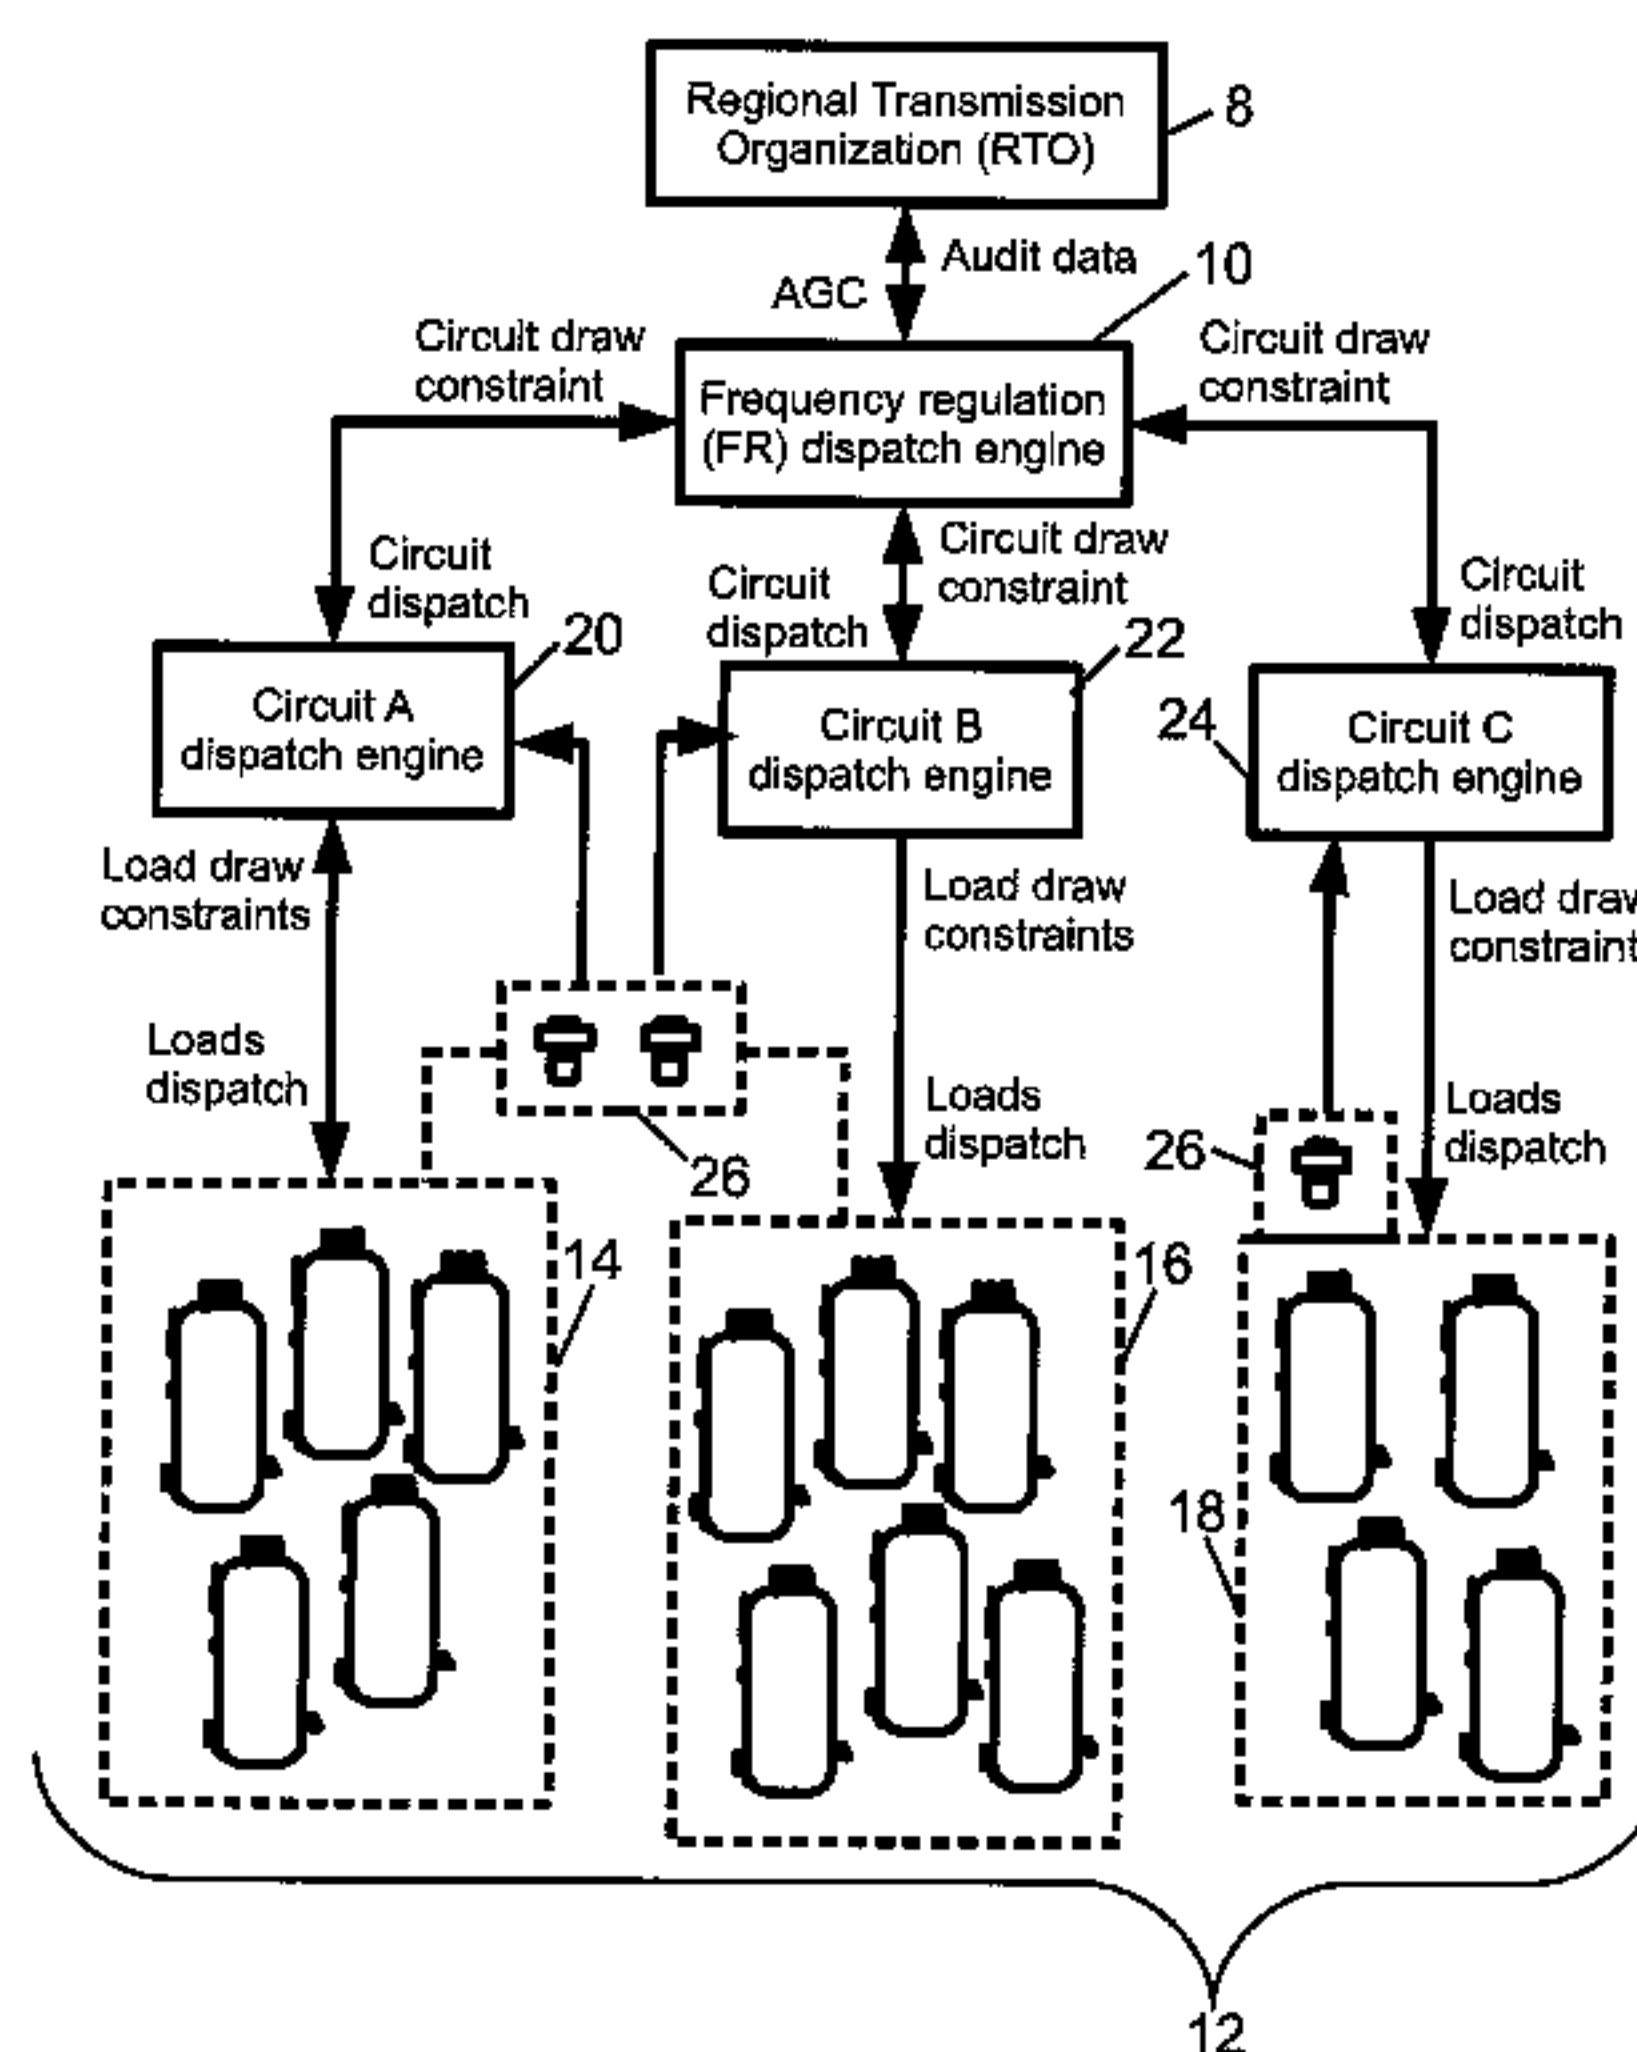 Regional Transmission
Organization (RTO)
8
Audit data
AGC
10
Circuit draw
constraint
Circuit draw
constraint
Frequency regulation
(FR) dispatch engine
Circuit draw
constraint
Circuit
dispatch
Circuit
dispatch
Circuit
dispatch
20
22
24
Circuit A
dispatch engine
Circuit B
dispatch engine
Circuit C
dispatch engine
Load draw
constraints
Load draw
constraints
Load draw
constraint
Loads
dispatch
Loads
dispatch
Loads
dispatch
26
26
14
16
18
12